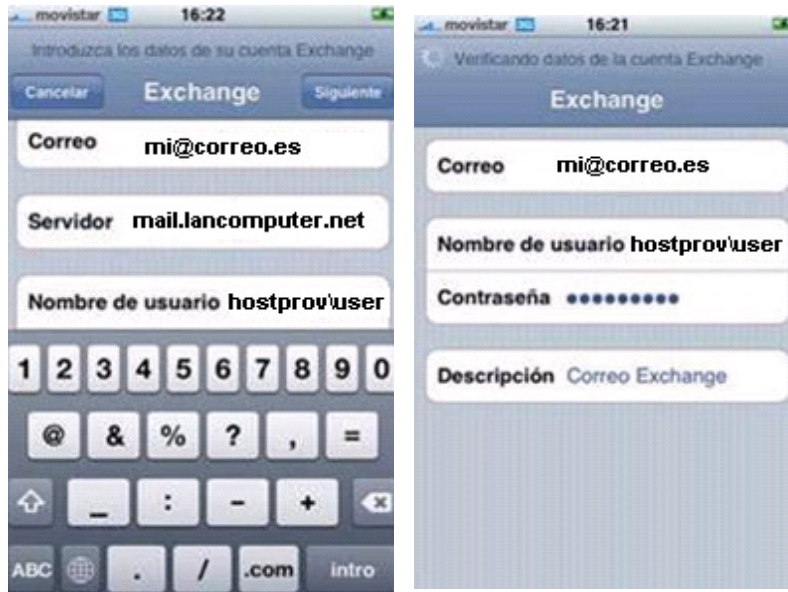 movistar 3G 16:22
Introduzca los datos de su cuenta Exchange
Cancelar Exchange Siguiente
Correo mi@correo.es
Servidor mail.lancomputer.net
Nombre de usuario hostprov\user
1 2 3 4 5 6 7 8 9 0
@ & % ? , =
_ : - +
ABC . / .com intro
movistar 3G 16:21
Verificando datos de la cuenta Exchange
Exchange
Correo mi@correo.es
Nombre de usuario hostprov\user
Contraseña ●●●●●●●●●
Descripción Correo Exchange